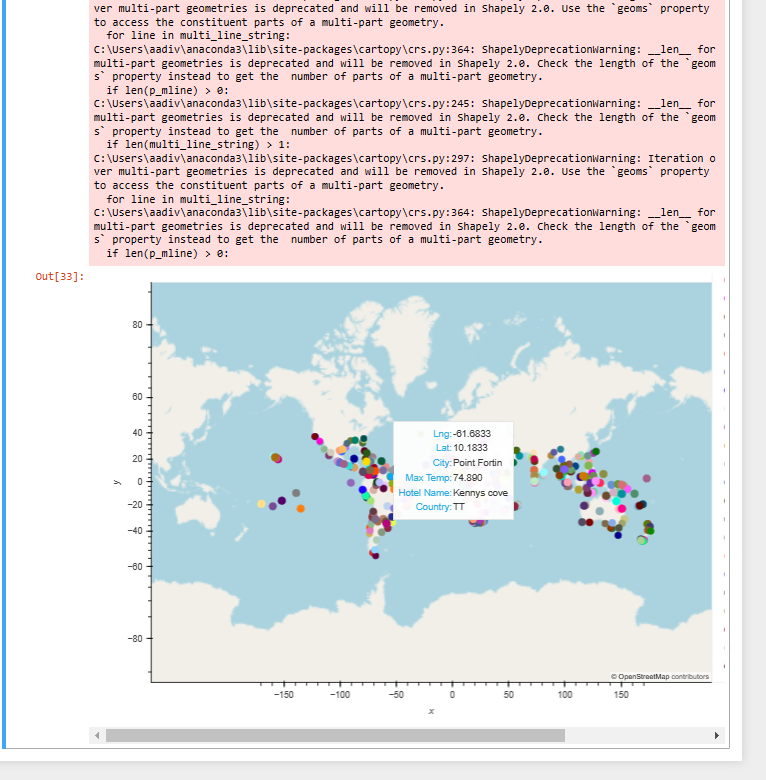 ver multi-part geometries is deprecated and will be removed in Shapely 2.0. Use the `geoms` property
to access the constituent parts of a multi-part geometry.
for line in multi_line_string:
C:\Users\aadiv\anaconda3\lib\site-packages\cartopy\crs.py:364: ShapelyDeprecationWarning: __len__ for
multi-part geometries is deprecated and will be removed in Shapely 2.0. Check the length of the `geom
s` property instead to get the  number of parts of a multi-part geometry.
if len(p_mline) > 0:
C:\Users\aadiv\anaconda3\lib\site-packages\cartopy\crs.py:245: ShapelyDeprecationWarning: __len__ for
multi-part geometries is deprecated and will be removed in Shapely 2.0. Check the length of the `geom
s` property instead to get the  number of parts of a multi-part geometry.
if len(multi_line_string) > 1:
C:\Users\aadiv\anaconda3\lib\site-packages\cartopy\crs.py:297: ShapelyDeprecationWarning: Iteration o
ver multi-part geometries is deprecated and will be removed in Shapely 2.0. Use the `geoms` property
to access the constituent parts of a multi-part geometry.
for line in multi_line_string:
C:\Users\aadiv\anaconda3\lib\site-packages\cartopy\crs.py:364: ShapelyDeprecationWarning: __len__ for
multi-part geometries is deprecated and will be removed in Shapely 2.0. Check the length of the `geom
s` property instead to get the  number of parts of a multi-part geometry.
if len(p_mline) > 0:
Out[33]:
80
60
40
20
0
−20
−40
−60
−80
y
Lng: -61.6833
Lat: 10.1833
City: Point Fortin
Max Temp: 74.890
Hotel Name: Kennys cove
Country: TT
© OpenStreetMap contributors
−150 −100 −50 0 50 100 150
x